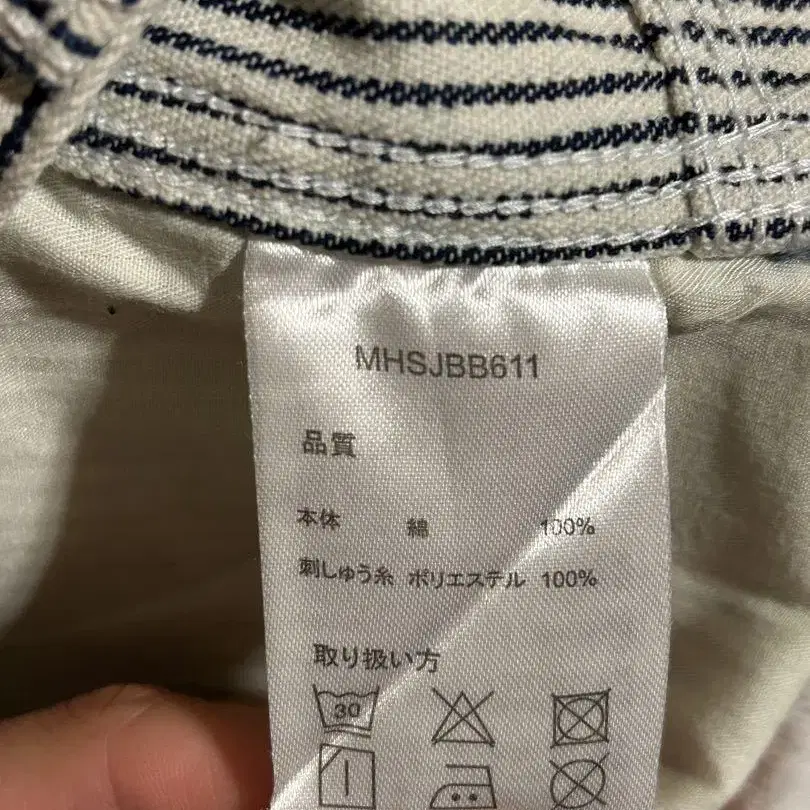 MHSJBB611
品質
本体 綿 100%
刺しゅう糸 ポリエステル 100%
取り扱い方
30